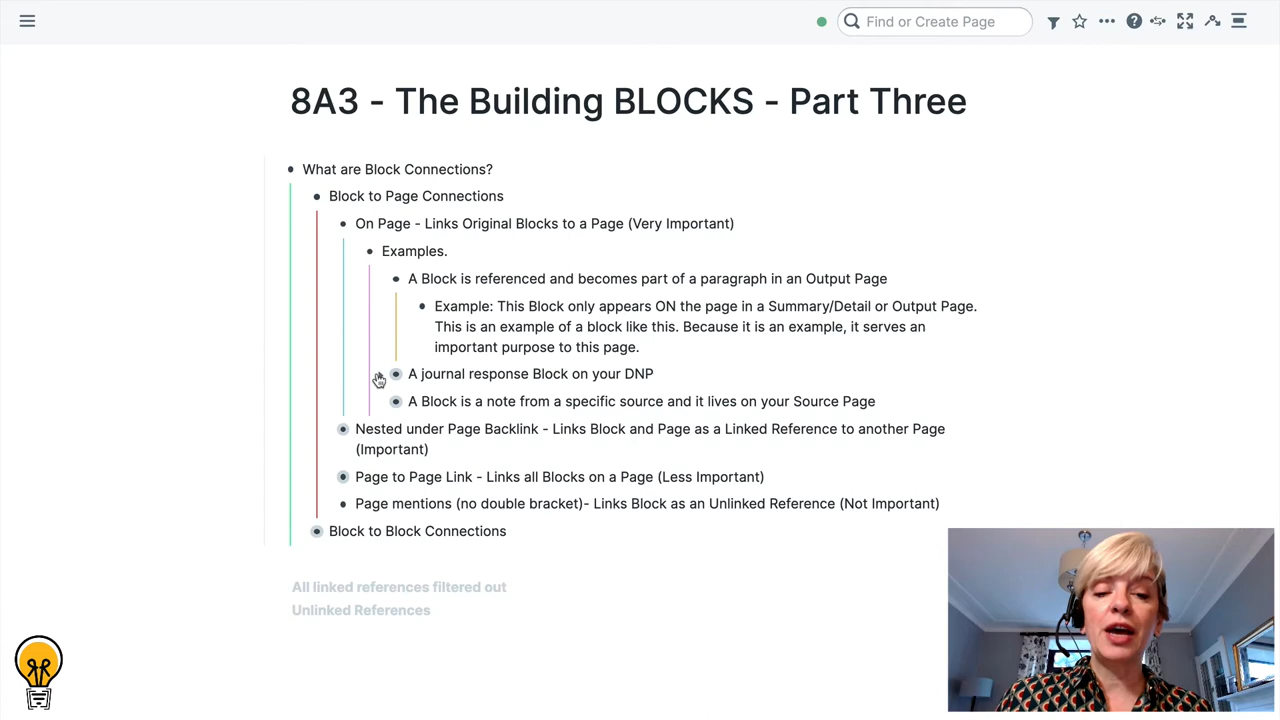 Find or Create Page
8A3 - The Building BLOCKS - Part Three
What are Block Connections?
Block to Page Connections
On Page - Links Original Blocks to a Page (Very Important)
Examples.
A Block is referenced and becomes part of a paragraph in an Output Page
Example: This Block only appears ON the page in a Summary/Detail or Output Page.
This is an example of a block like this. Because it is an example, it serves an
important purpose to this page.
A journal response Block on your DNP
A Block is a note from a specific source and it lives on your Source Page
Nested under Page Backlink - Links Block and Page as a Linked Reference to another Page
(Important)
Page to Page Link - Links all Blocks on a Page (Less Important)
Page mentions (no double bracket)- Links Block as an Unlinked Reference (Not Important)
Block to Block Connections
All linked references filtered out
Unlinked References